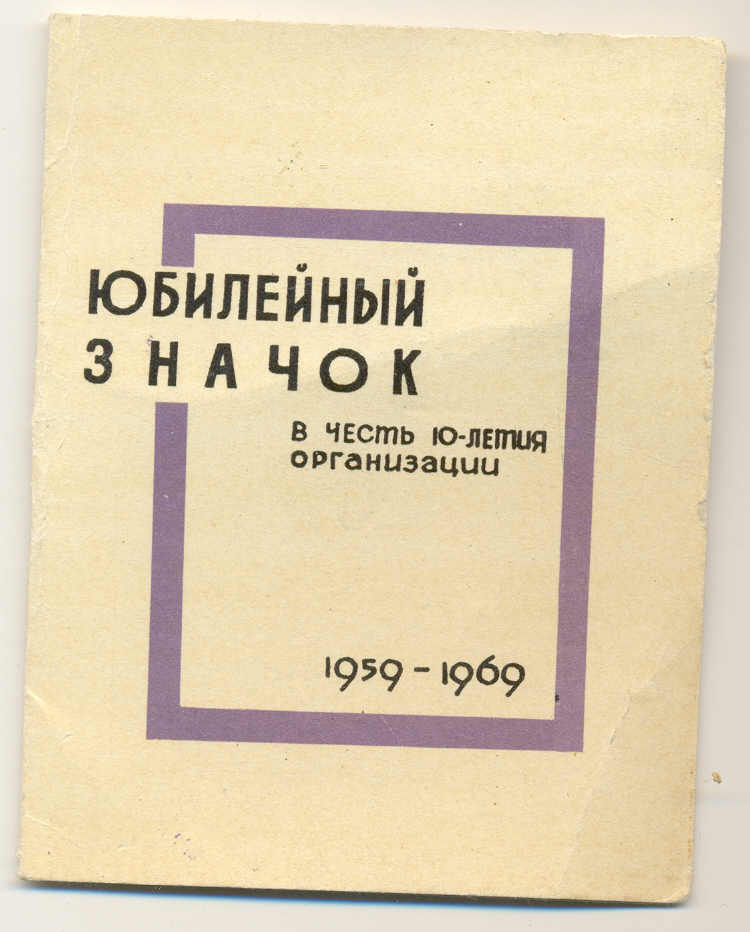 ЮБИЛЕЙНЫЙ
ЗНАЧОК
В ЧЕСТЬ 10-ЛЕТИЯ
ОРГАНИЗАЦИИ
1959-1969